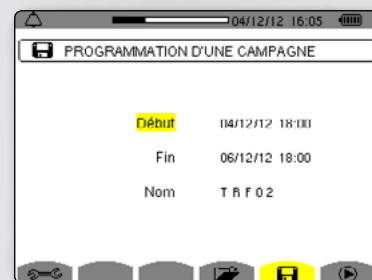 04/12/12 16:05
PROGRAMMATION D'UNE CAMPAGNE
Début 04/12/12 18:00
Fin 06/12/12 18:00
Nom TRF02